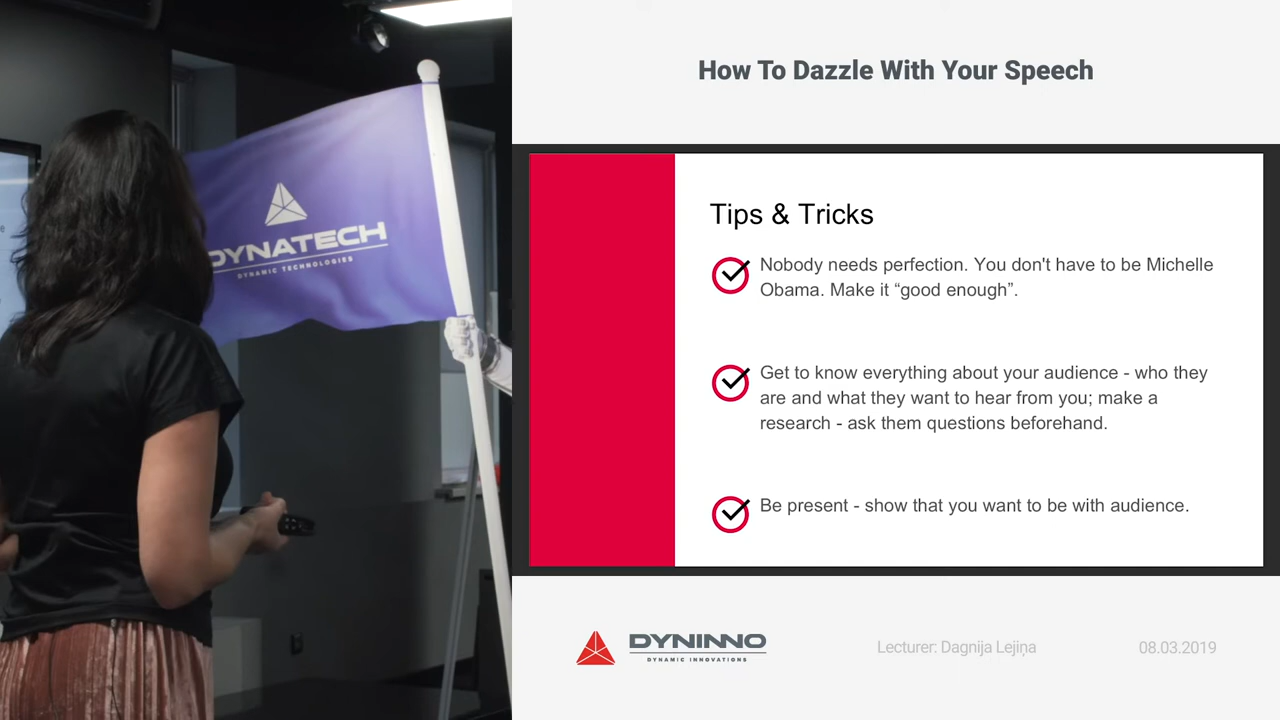 How To Dazzle With Your Speech
DYNATECH
DYNAMIC TECHNOLOGIES
Tips & Tricks
Nobody needs perfection. You don't have to be Michelle
Obama. Make it “good enough”.
Get to know everything about your audience - who they
are and what they want to hear from you; make a
research - ask them questions beforehand.
Be present - show that you want to be with audience.
DYNINNO
DYNAMIC INNOVATIONS
Lecturer: Dagnija Lejiņa
08.03.2019